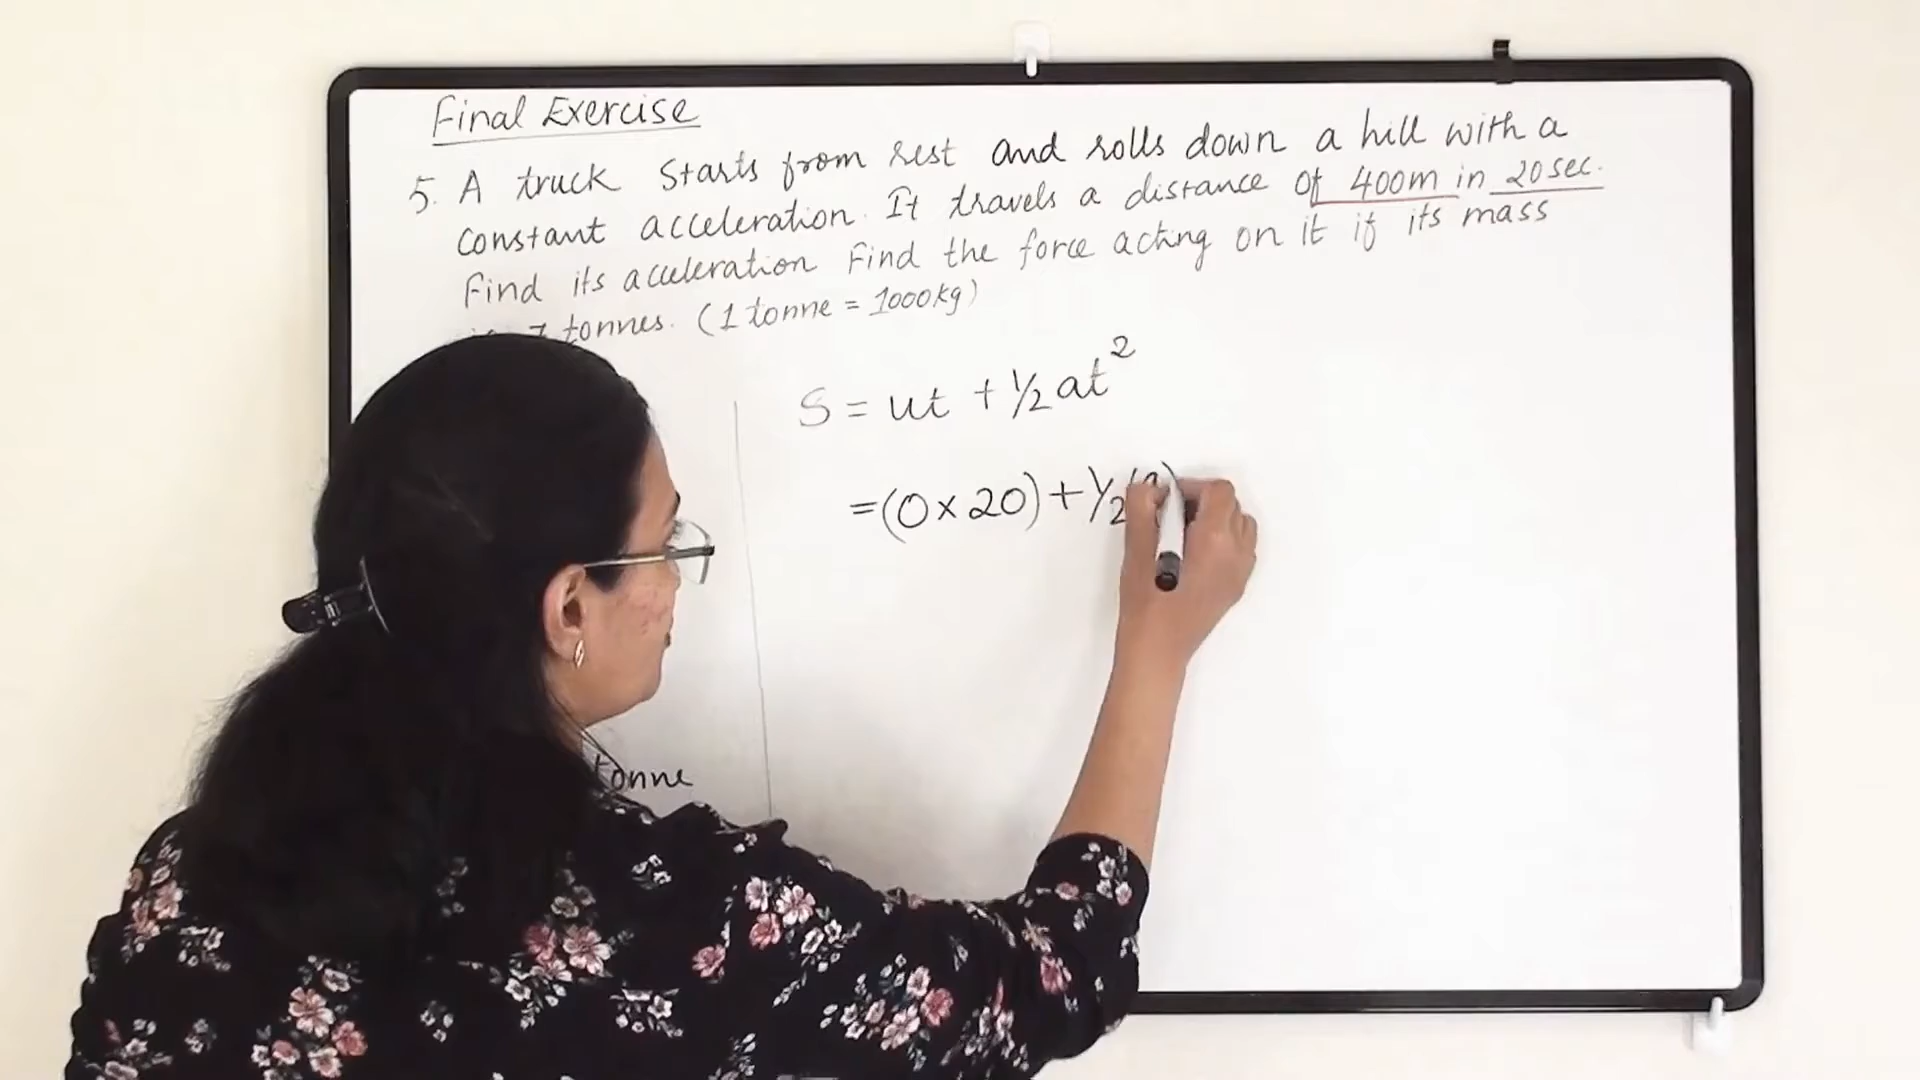 Final Exercise
5. A truck starts from rest and rolls down a hill with a
constant acceleration. It travels a distance of 400m in 20sec.
Find its acceleration Find the force acting on it if its mass
tonnes. (1 tonne = 1000kg)
S = ut + 1/2 at²
= (0 x 20) + 1/2
tonne